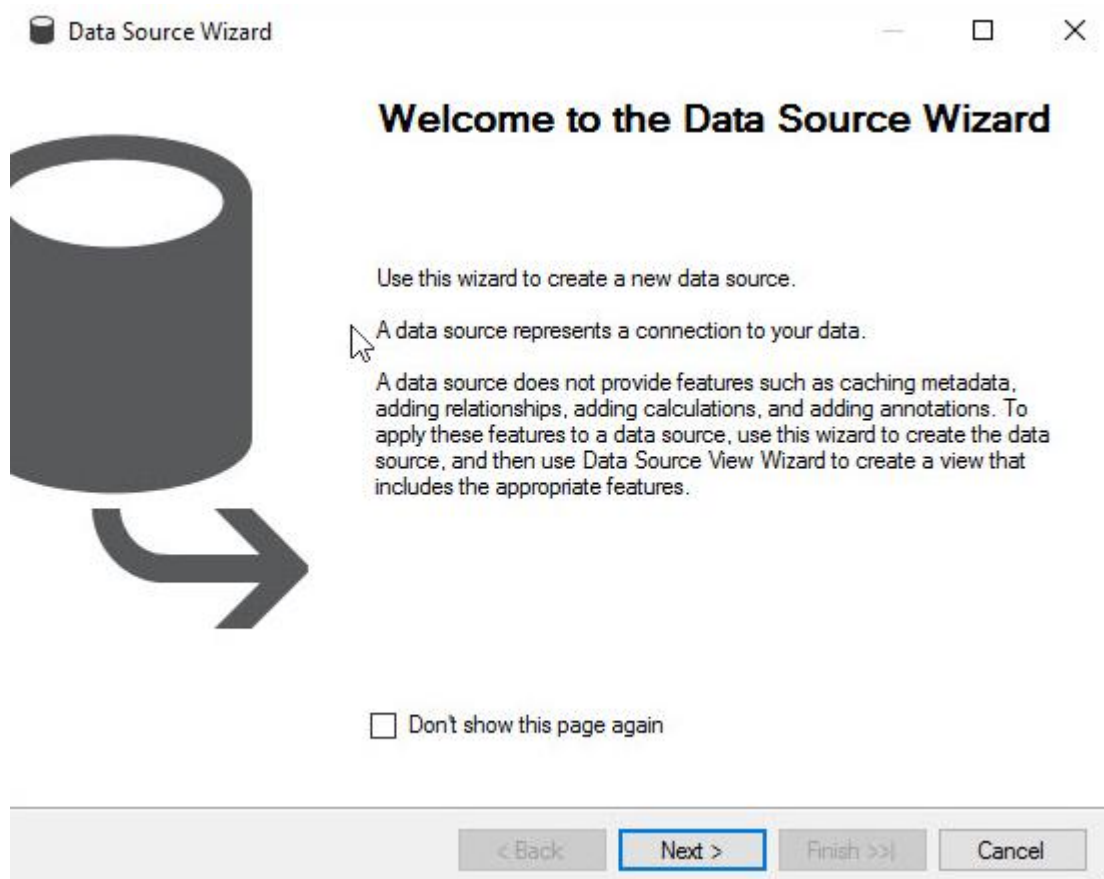 Data Source Wizard
Welcome to the Data Source Wizard
Use this wizard to create a new data source.
A data source represents a connection to your data.
A data source does not provide features such as caching metadata,
adding relationships, adding calculations, and adding annotations. To
apply these features to a data source, use this wizard to create the data
source, and then use Data Source View Wizard to create a view that
includes the appropriate features.
Don't show this page again
< Back Next > Finish >>| Cancel